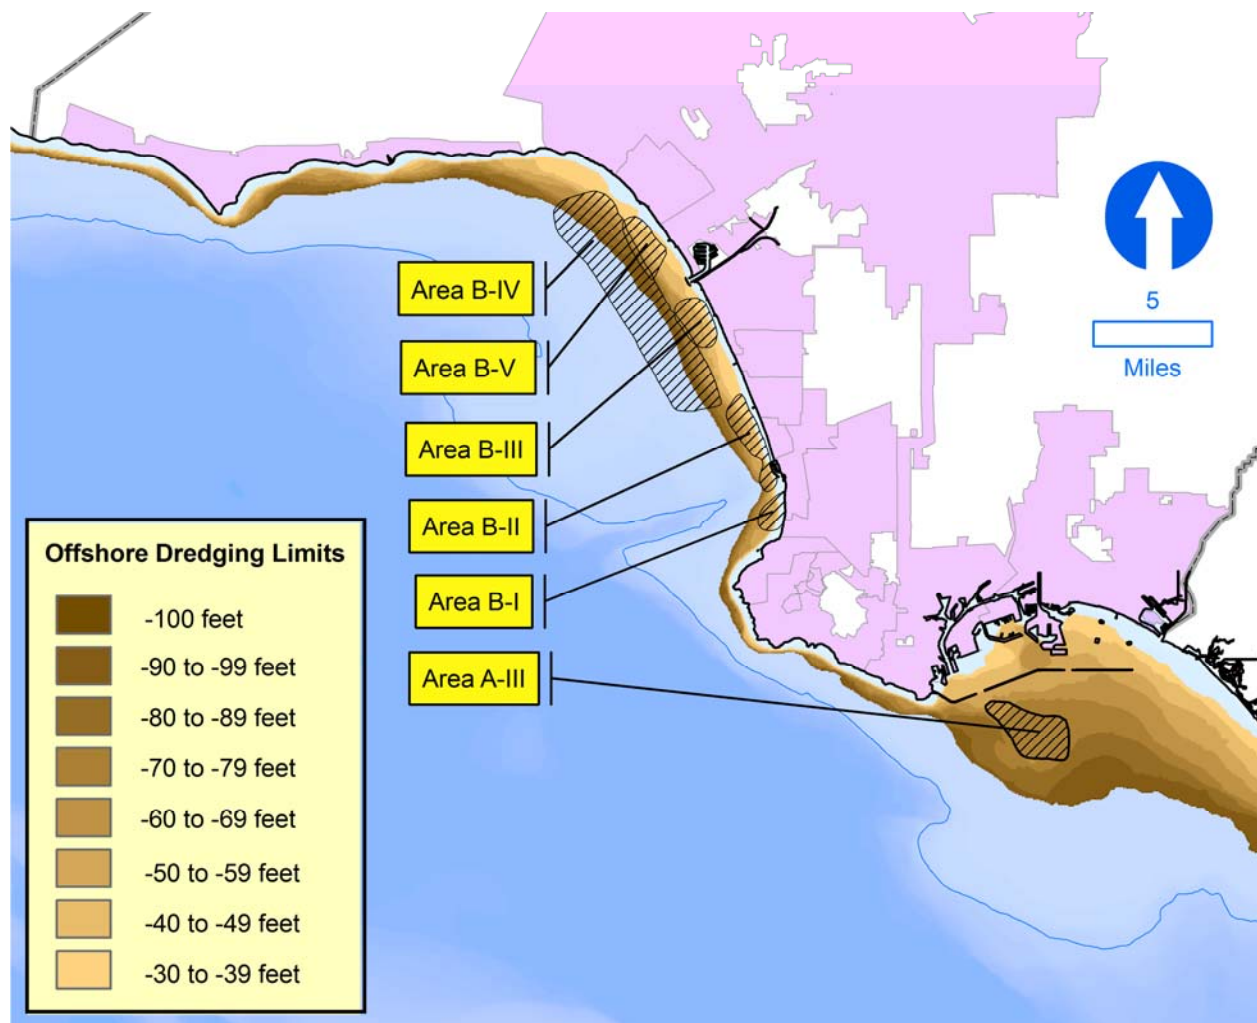 Area B-IV
5
Miles
Area B-V
Area B-III
Area B-II
Area B-I
Area A-III
Offshore Dredging Limits
-100 feet
-90 to -99 feet
-80 to -89 feet
-70 to -79 feet
-60 to -69 feet
-50 to -59 feet
-40 to -49 feet
-30 to -39 feet